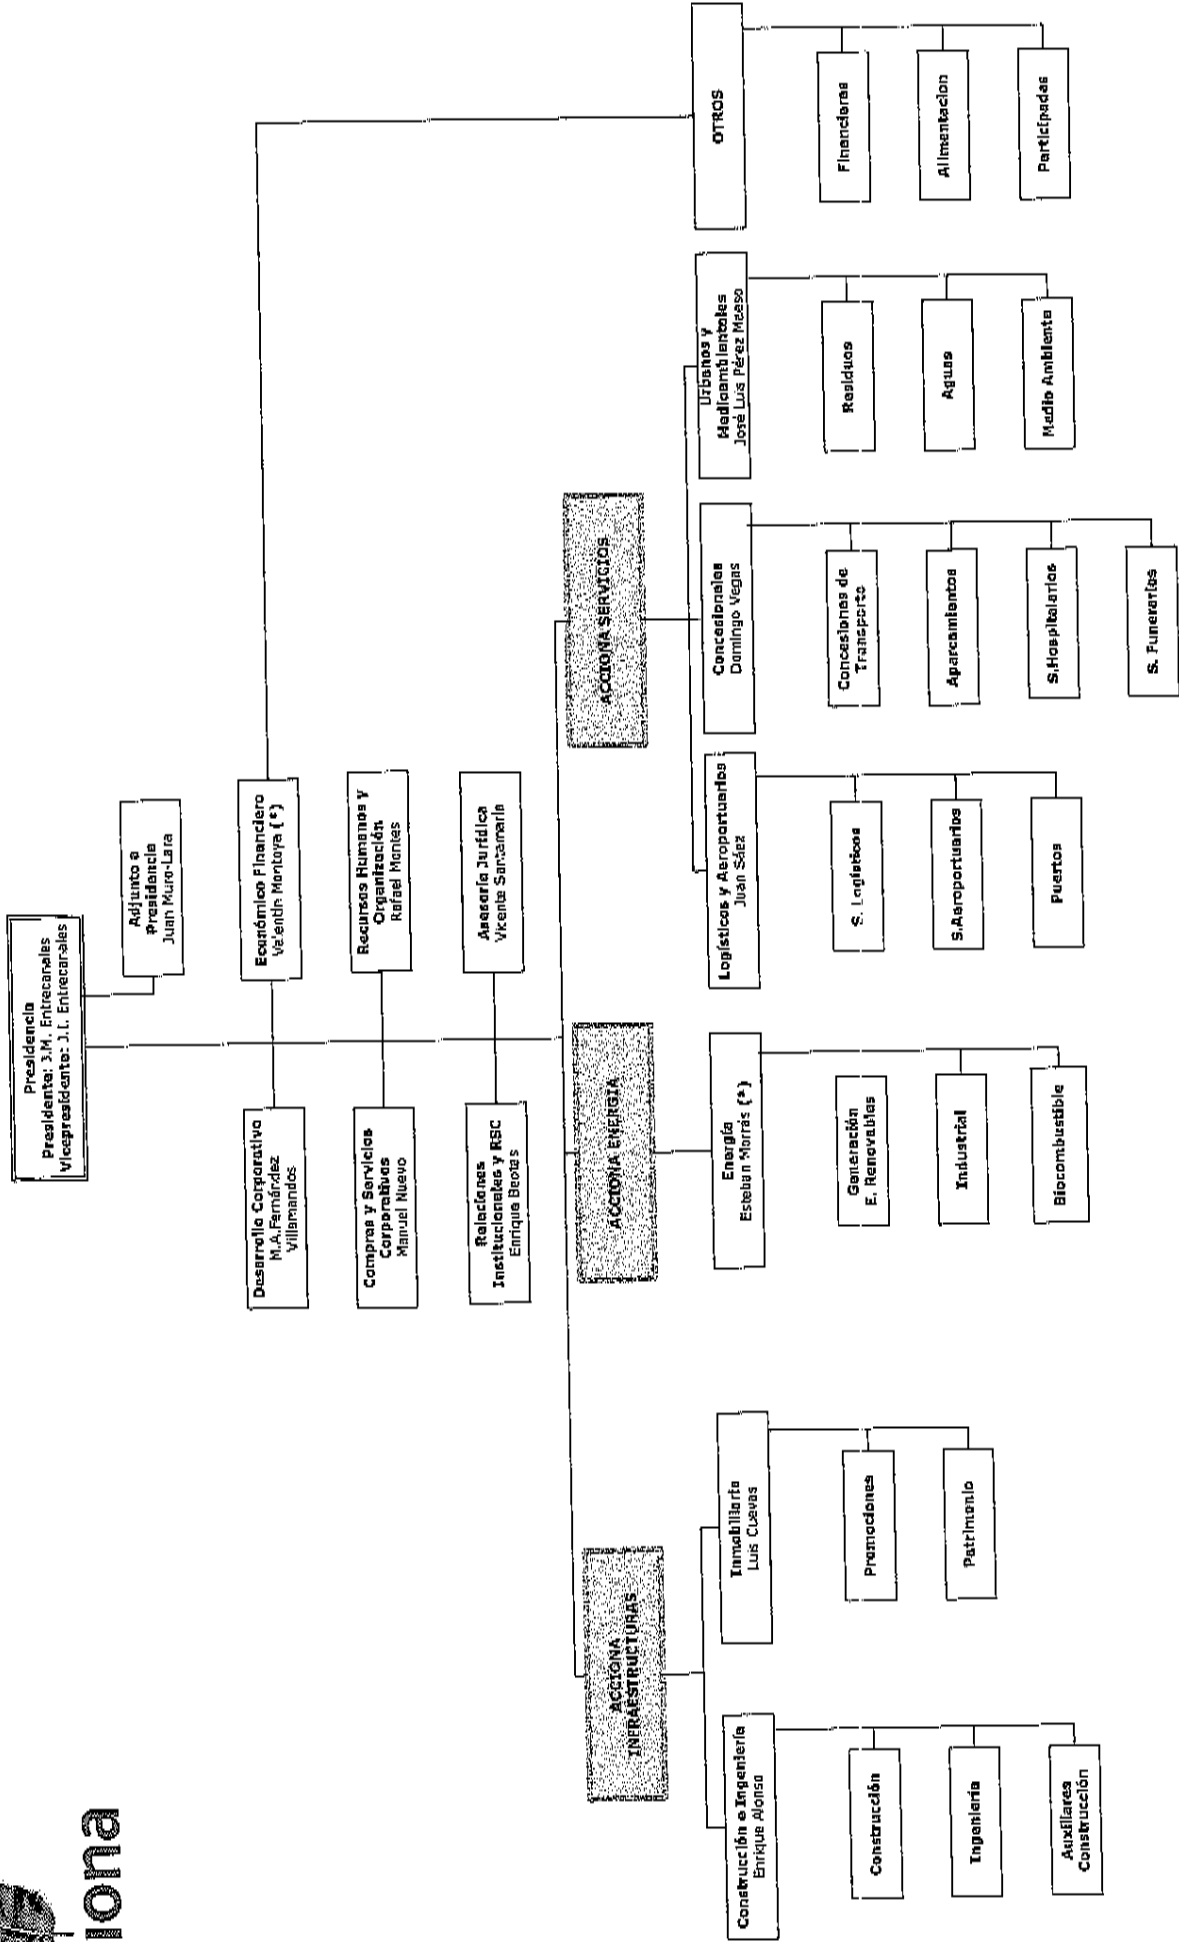 iona
Presidencia
Presidente: J.M. Entrecanales
Vicepresidente: J.I. Entrecanales
Adjunto a
Presidencia
Juan Muro-Lara
Desarrollo Corporativo
M.A.Fernández
Villamandos
Económico Financiero
Valentín Montoya (*)
Compras y Servicios
Corporativos
Manuel Nuevo
Recursos Humanos y
Organización
Rafael Montes
Relaciones
Institucionales y RSC
Enrique Beotas
Asesoría Jurídica
Vicente Santamaría
ACCIONA
INFRAESTRUCTURAS
ACCIONA ENERGIA
ACCIONA SERVICIOS
Construcción e Ingeniería
Enrique Alonso
Construcción
Ingeniería
Auxiliares
Construcción
Inmobiliaria
Luis Cuevas
Promociones
Patrimonio
Energía
Esteban Morrás (*)
Generación
E. Renovables
Industrial
Biocombustible
Logísticos y Aeroportuarios
Juan Sáez
S. Logísticos
S.Aeroportuarios
Puertos
Concesionales
Domingo Vegas
Concesiones de
Transporte
Aparcamientos
S.Hospitalarios
S. Funerarios
Urbanos y
Medioambientales
José Luis Pérez Maeso
Residuos
Aguas
Medio Ambiente
OTROS
Financieras
Alimentacion
Participadas